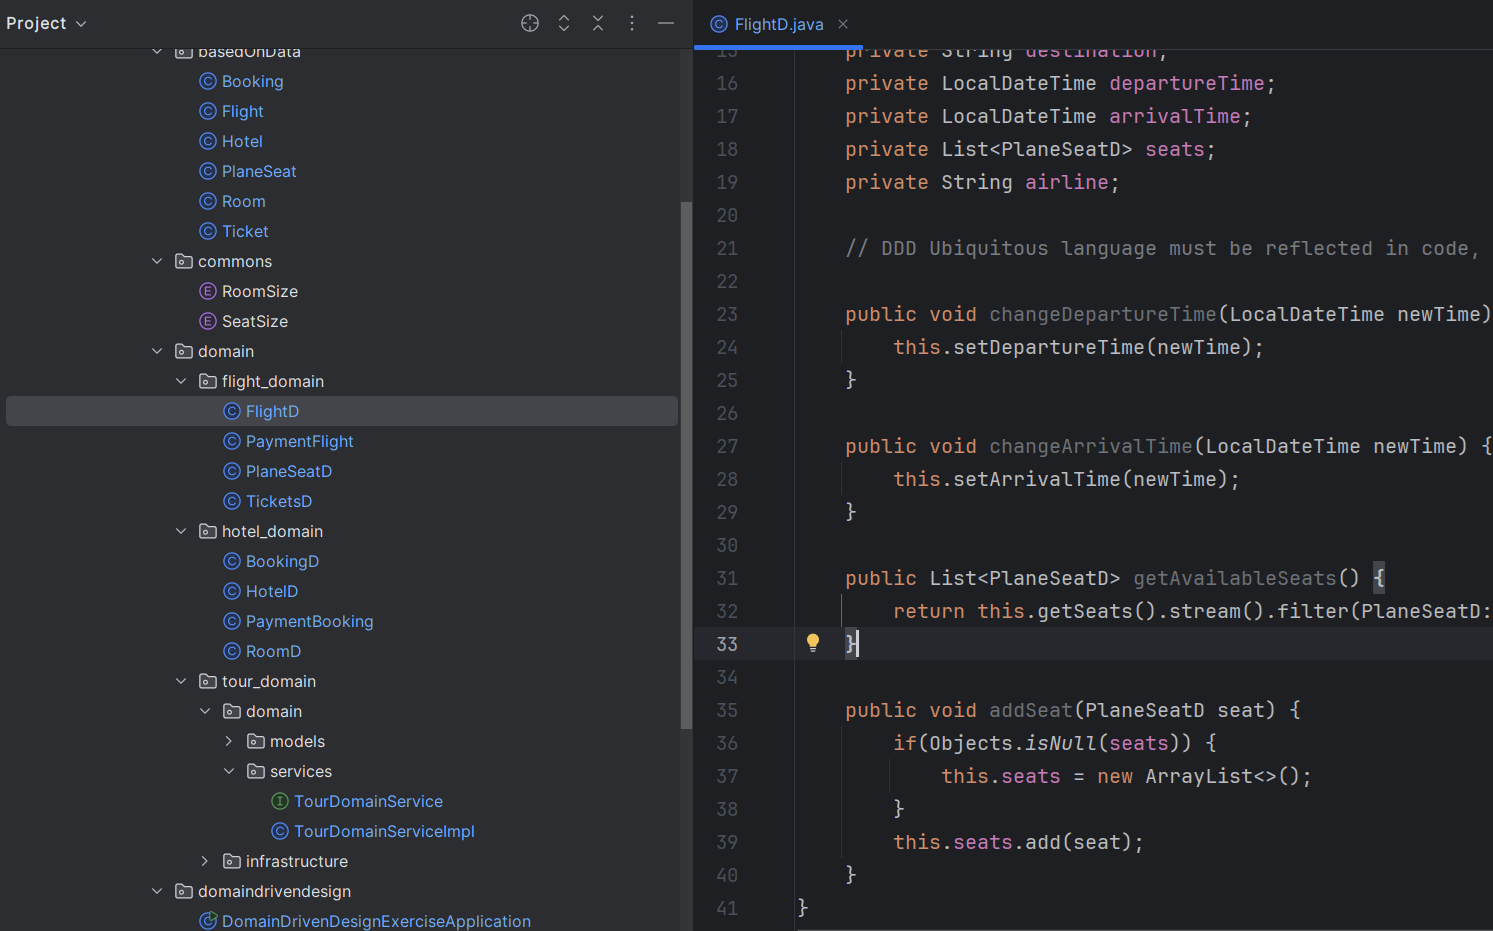 Project
basedOnData
Booking
Flight
Hotel
PlaneSeat
Room
Ticket
commons
RoomSize
SeatSize
domain
flight_domain
FlightD
PaymentFlight
PlaneSeatD
TicketsD
hotel_domain
BookingD
HotelD
PaymentBooking
RoomD
tour_domain
domain
models
services
TourDomainService
TourDomainServiceImpl
infrastructure
domaindrivendesign
DomainDrivenDesignExerciseApplication
FlightD.java
15 private String destination;
16 private LocalDateTime departureTime;
17 private LocalDateTime arrivalTime;
18 private List<PlaneSeatD> seats;
19 private String airline;
20
21 // DDD Ubiquitous language must be reflected in code,
22
23 public void changeDepartureTime(LocalDateTime newTime)
24 this.setDepartureTime(newTime);
25 }
26
27 public void changeArrivalTime(LocalDateTime newTime) {
28 this.setArrivalTime(newTime);
29 }
30
31 public List<PlaneSeatD> getAvailableSeats() {
32 return this.getSeats().stream().filter(PlaneSeatD:
33 }
34
35 public void addSeat(PlaneSeatD seat) {
36 if(Objects.isNull(seats)) {
37 this.seats = new ArrayList<>();
38 }
39 this.seats.add(seat);
40 }
41 }